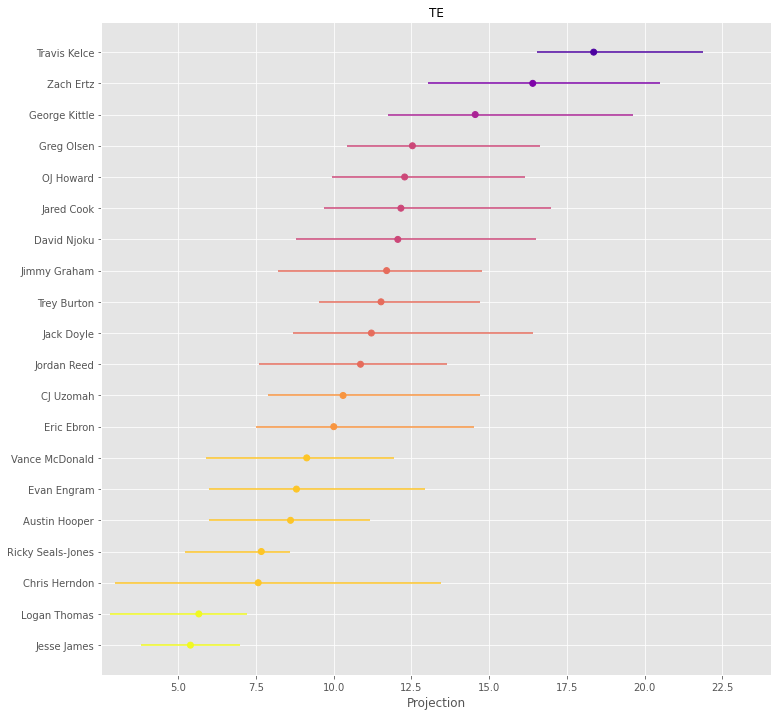 TE
Travis Kelce
Zach Ertz
George Kittle
Greg Olsen
OJ Howard
Jared Cook
David Njoku
Jimmy Graham
Trey Burton
Jack Doyle
Jordan Reed
CJ Uzomah
Eric Ebron
Vance McDonald
Evan Engram
Austin Hooper
Ricky Seals-Jones
Chris Herndon
Logan Thomas
Jesse James
5.0 7.5 10.0 12.5 15.0 17.5 20.0 22.5
Projection